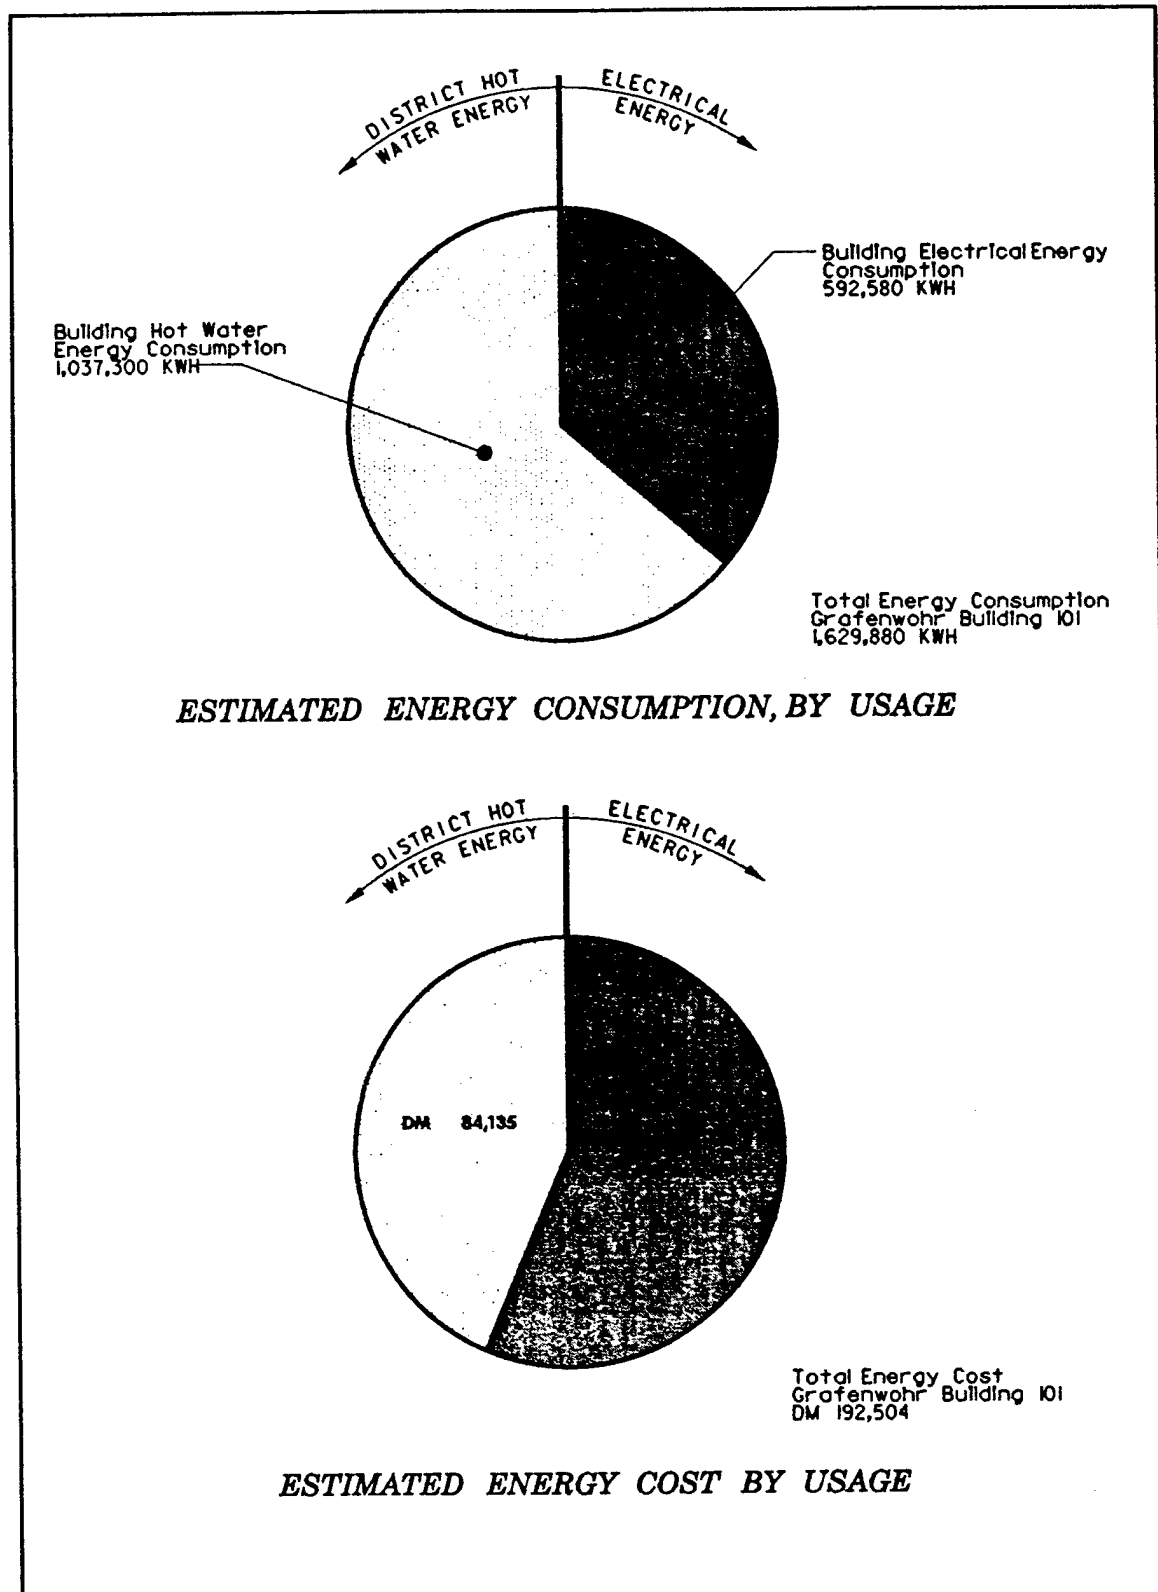 DISTRICT HOT
WATER ENERGY
ELECTRICAL
ENERGY
Building Electrical Energy
Consumption
592,580 KWH
Building Hot Water
Energy Consumption
1,037,300 KWH
Total Energy Consumption
Grafenwohr Building 101
1,629,880 KWH
ESTIMATED ENERGY CONSUMPTION, BY USAGE
DISTRICT HOT
WATER ENERGY
ELECTRICAL
ENERGY
DM 84,135
Total Energy Cost
Grafenwohr Building 101
DM 192,504
ESTIMATED ENERGY COST BY USAGE